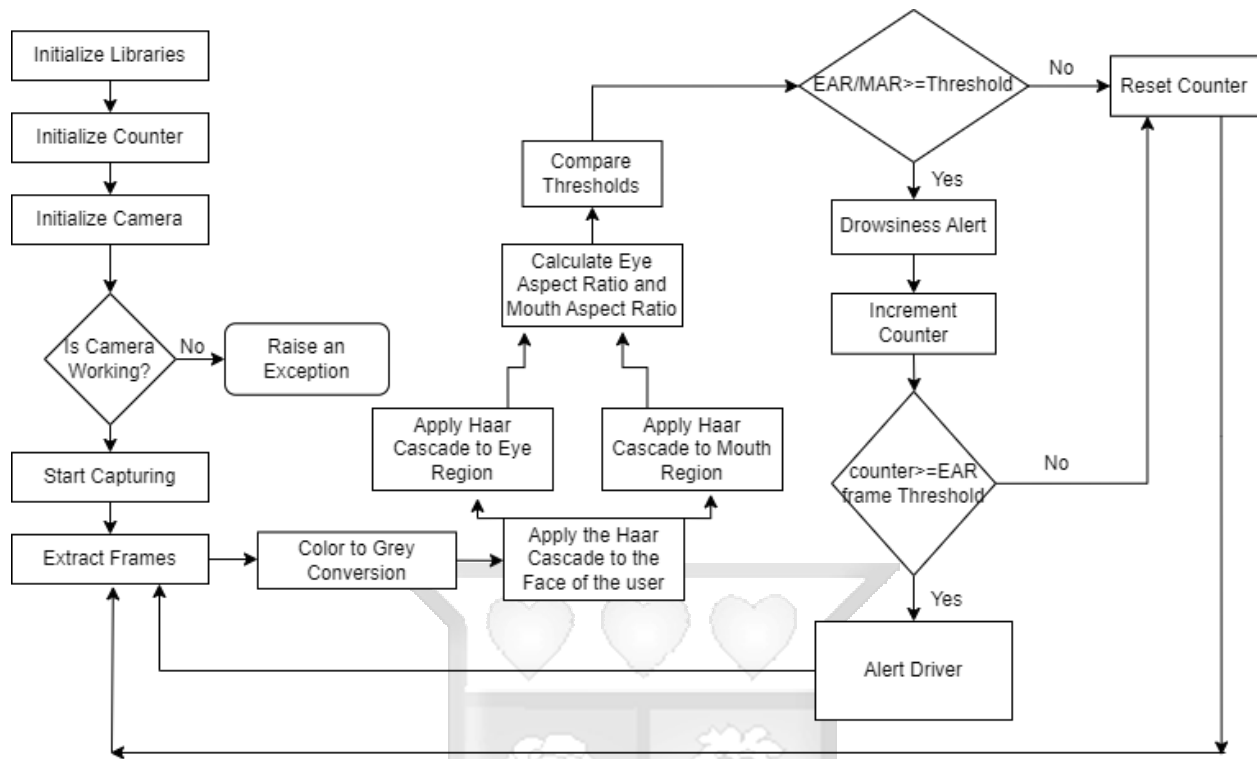 Initialize Libraries
Initialize Counter
Initialize Camera
Is Camera
Working?
No
Raise an
Exception
Start Capturing
Extract Frames
Color to Grey
Conversion
Apply the Haar
Cascade to the
Face of the user
Apply Haar
Cascade to Eye
Region
Apply Haar
Cascade to Mouth
Region
Calculate Eye
Aspect Ratio and
Mouth Aspect Ratio
Compare
Thresholds
EAR/MAR>=Threshold
No
Reset Counter
Yes
Drowsiness Alert
Increment
Counter
counter>=EAR
frame Threshold
No
Yes
Alert Driver